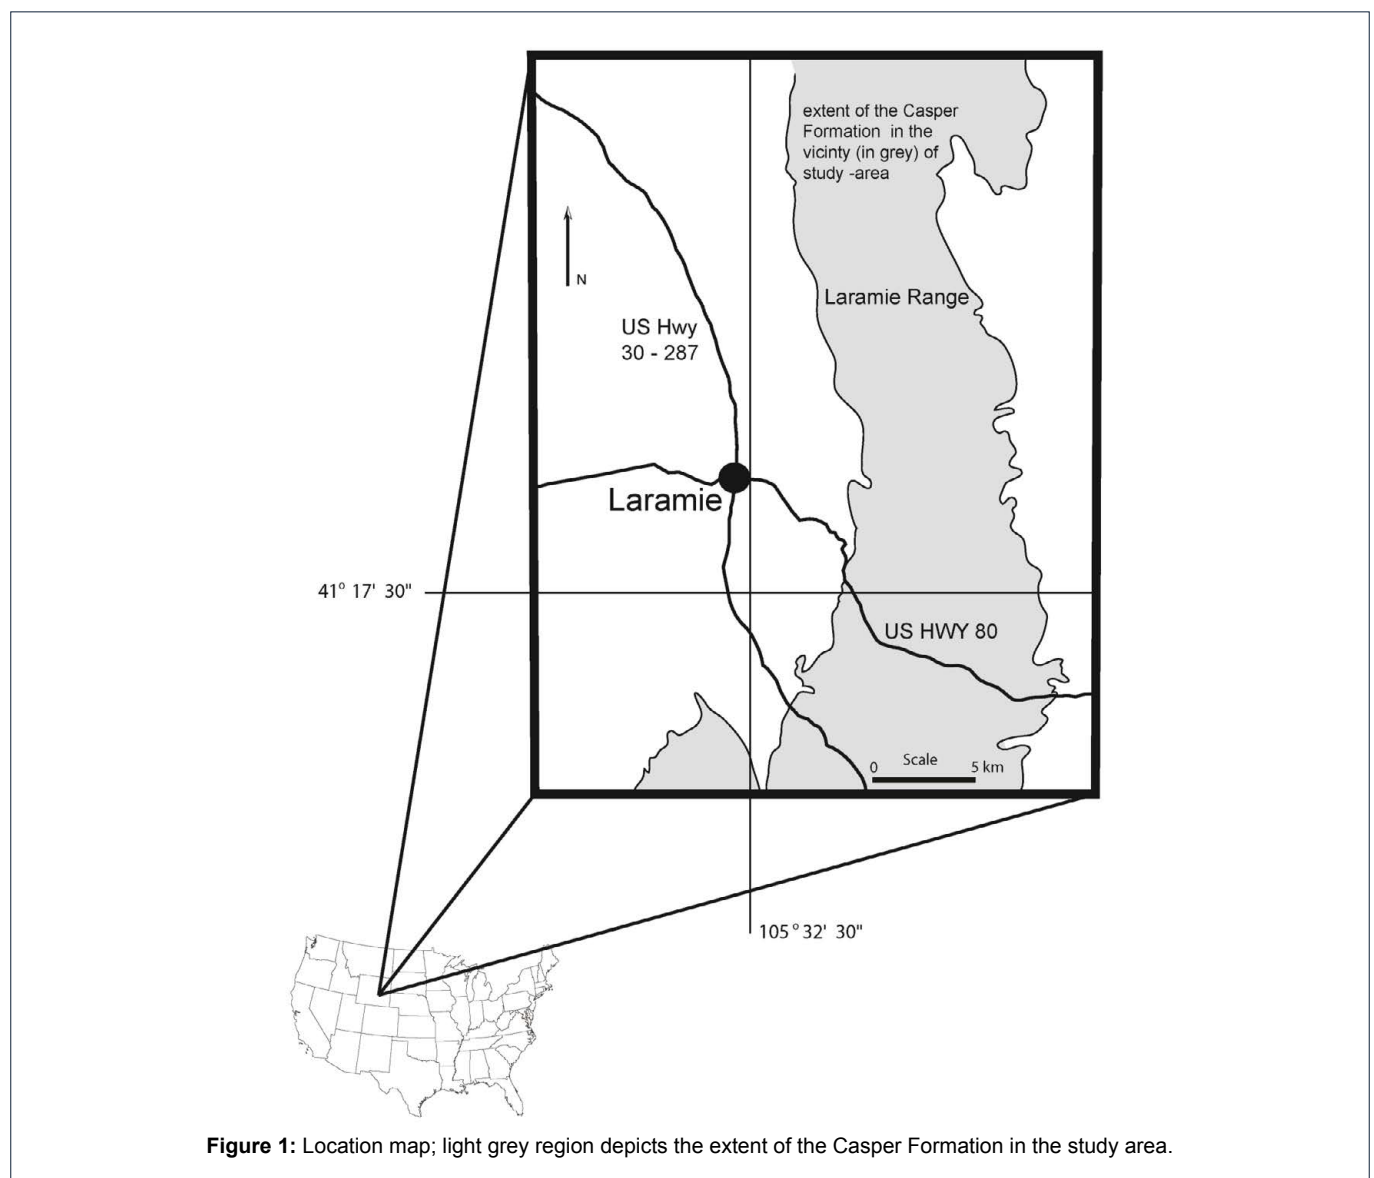 extent of the Casper
Formation in the
vicinty (in grey) of
study -area
Laramie Range
N
US Hwy
30 - 287
Laramie
41° 17' 30"
US HWY 80
0 Scale 5 km
105° 32' 30"
Figure 1: Location map; light grey region depicts the extent of the Casper Formation in the study area.